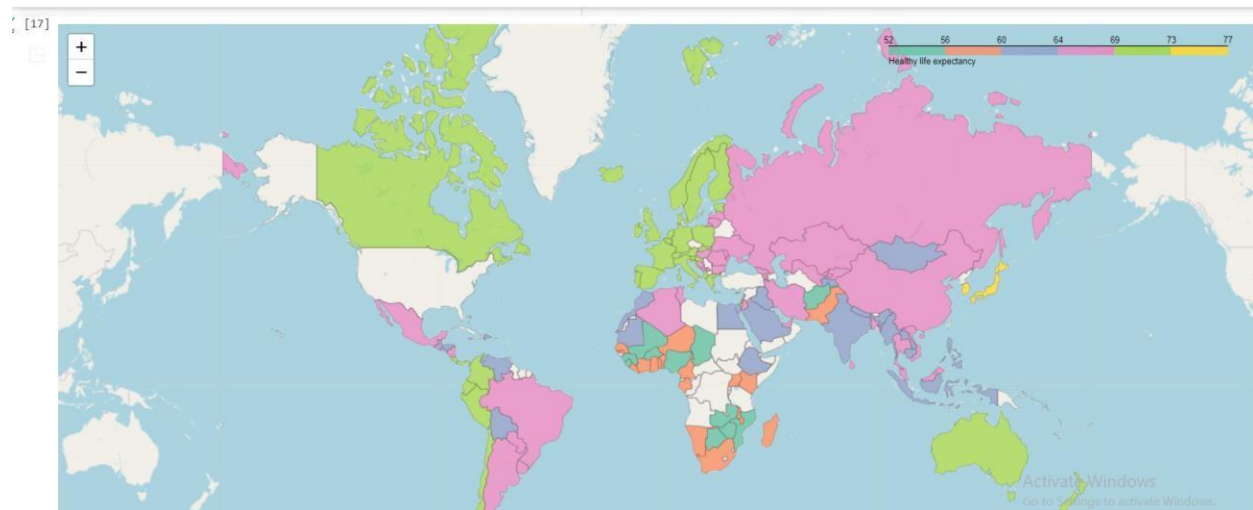 [17]
+
−
52 56 60 64 69 73 77
Healthy life expectancy
Activate Windows
Go to Settings to activate Windows.